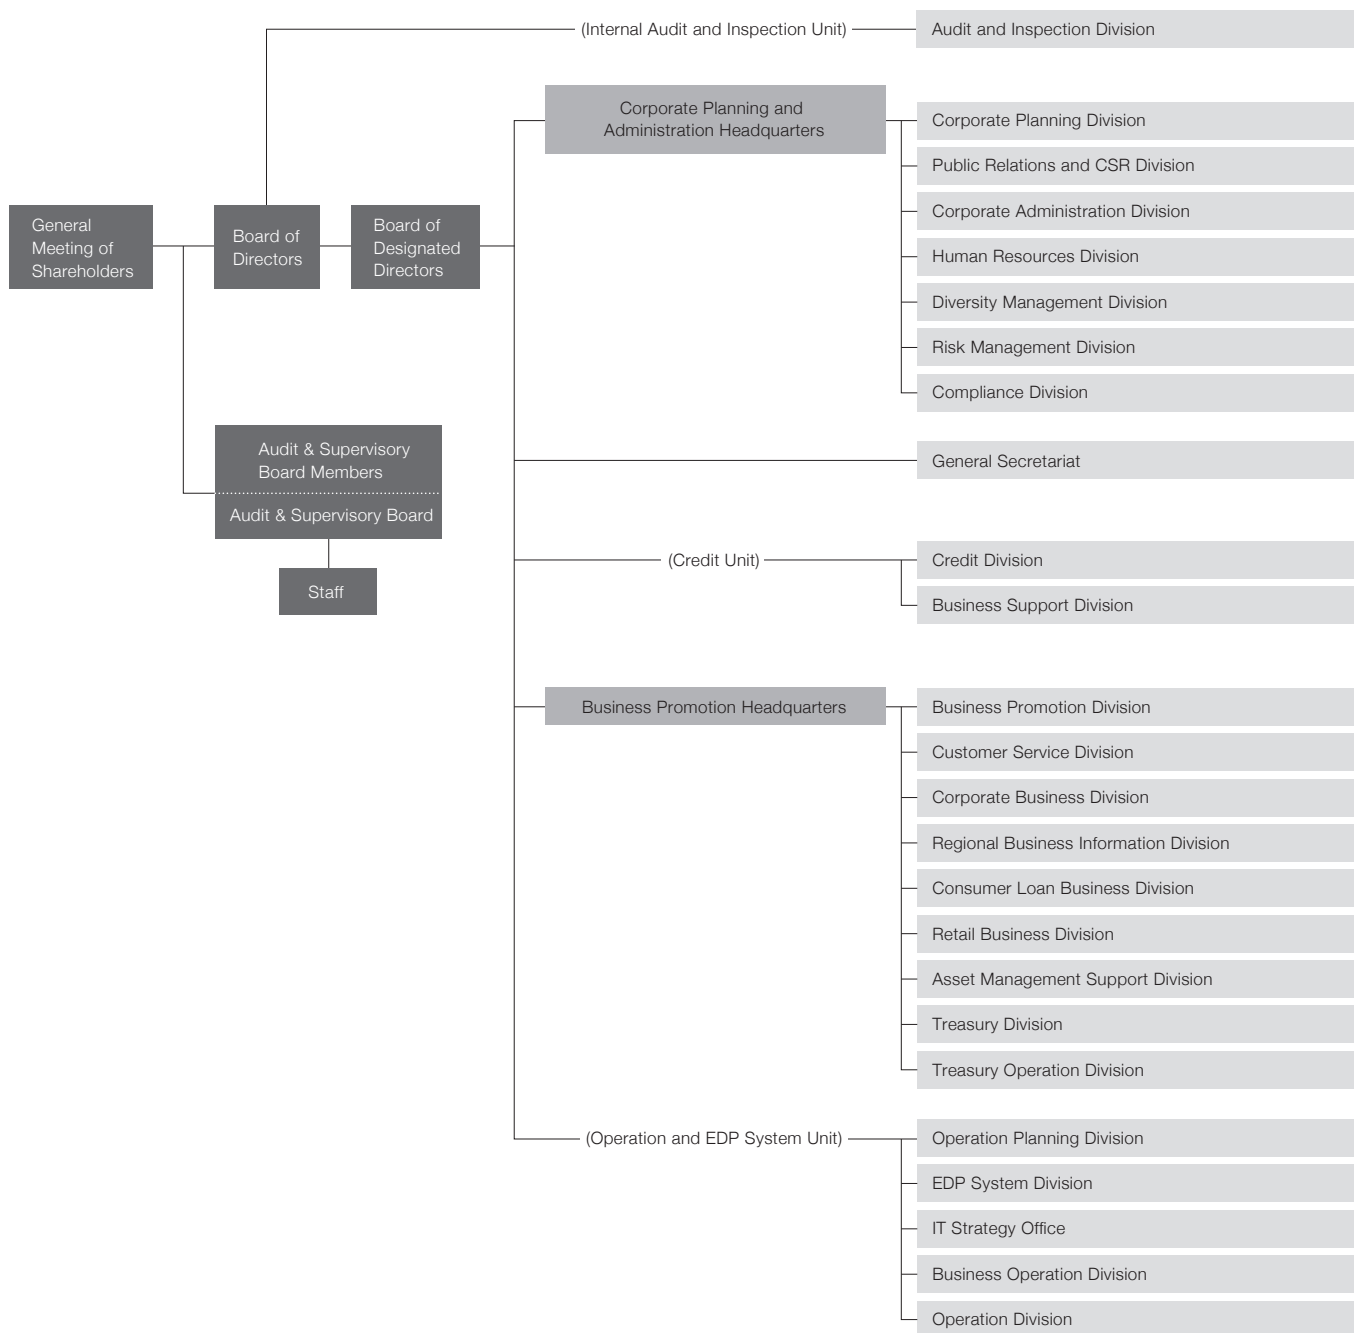 (Internal Audit and Inspection Unit)
Audit and Inspection Division
Corporate Planning and
Administration Headquarters
Corporate Planning Division
Public Relations and CSR Division
Corporate Administration Division
Human Resources Division
Diversity Management Division
Risk Management Division
Compliance Division
General
Meeting of
Shareholders
Board of
Directors
Board of
Designated
Directors
Audit & Supervisory
Board Members
Audit & Supervisory Board
Staff
General Secretariat
(Credit Unit)
Credit Division
Business Support Division
Business Promotion Headquarters
Business Promotion Division
Customer Service Division
Corporate Business Division
Regional Business Information Division
Consumer Loan Business Division
Retail Business Division
Asset Management Support Division
Treasury Division
Treasury Operation Division
(Operation and EDP System Unit)
Operation Planning Division
EDP System Division
IT Strategy Office
Business Operation Division
Operation Division